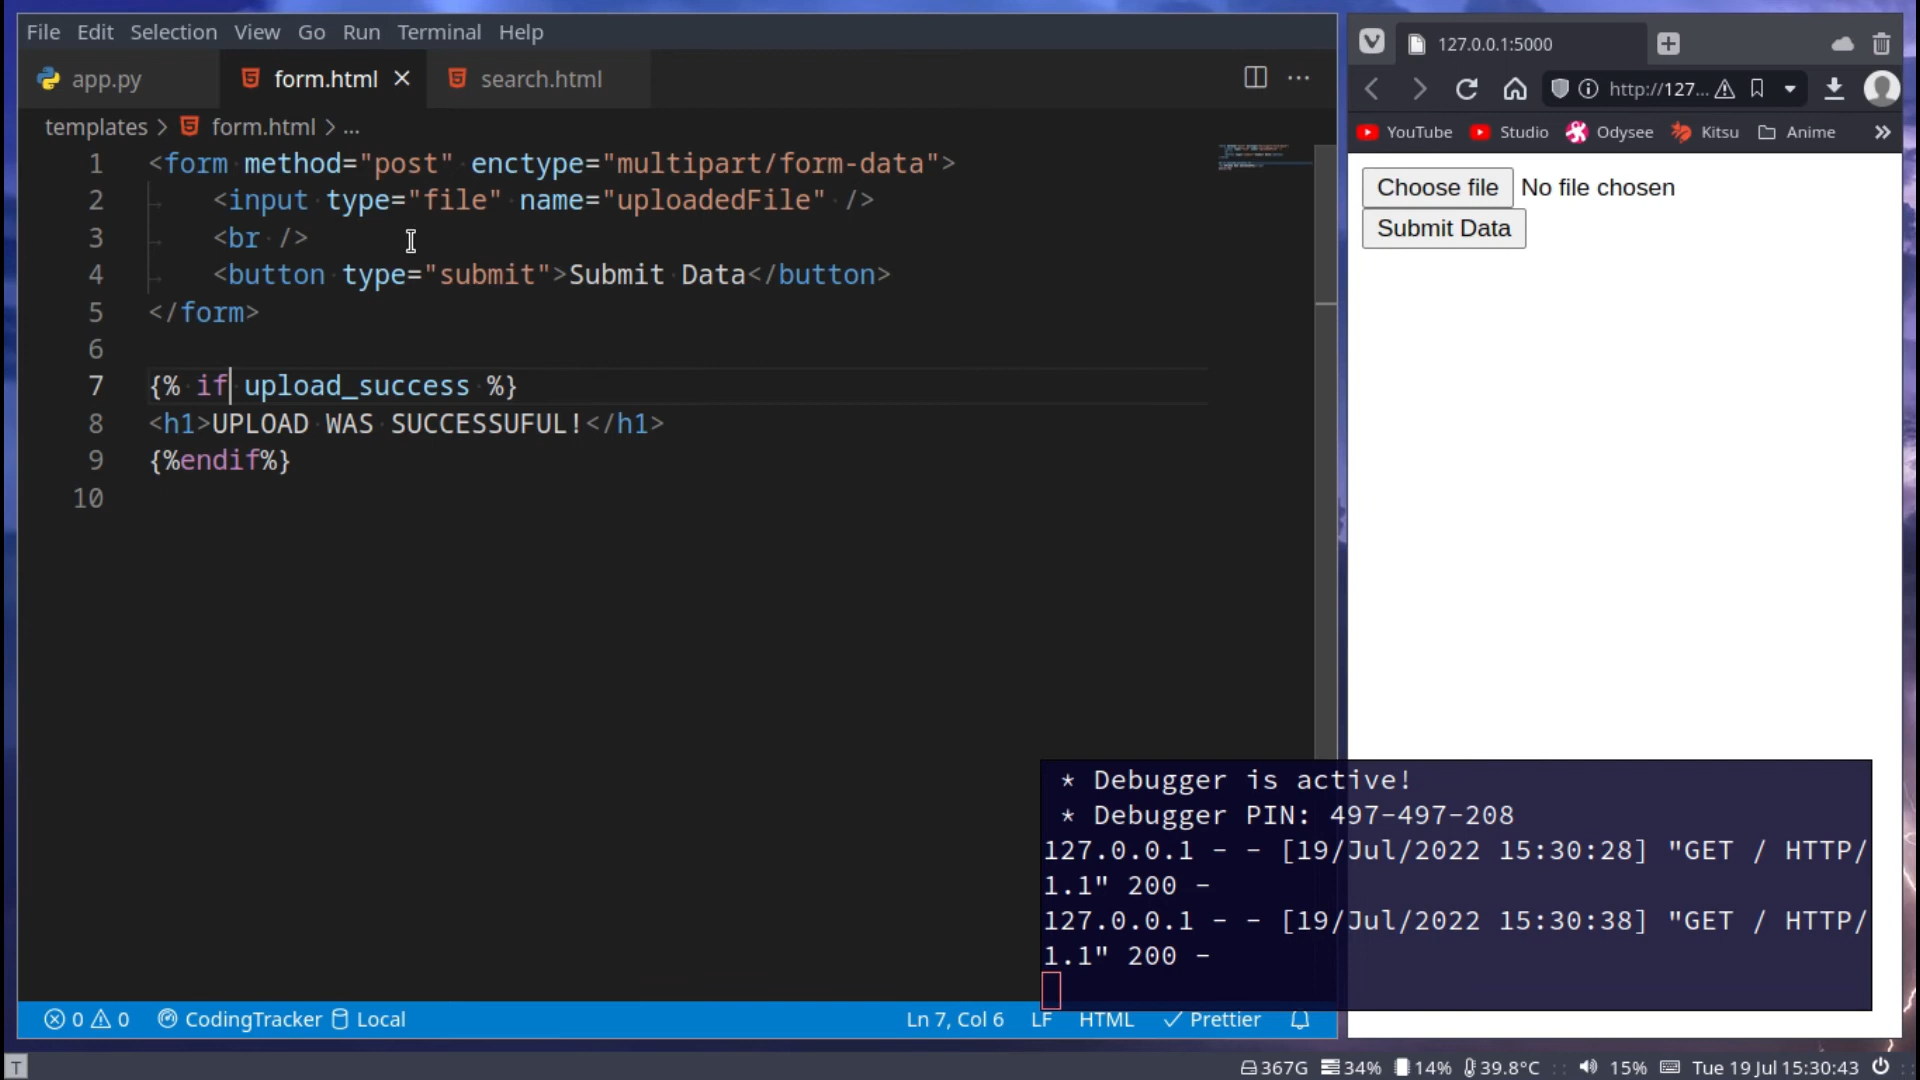 File Edit Selection View Go Run Terminal Help
app.py form.html search.html
templates > form.html > ...
1 <form method="post" enctype="multipart/form-data">
2 <input type="file" name="uploadedFile" />
3 <br />
4 <button type="submit">Submit Data</button>
5 </form>
6
7 {% if upload_success %}
8 <h1>UPLOAD WAS SUCCESSUFUL!</h1>
9 {%endif%}
10
0 0 CodingTracker Local Ln 7, Col 6 LF HTML Prettier
127.0.0.1:5000
http://127...
YouTube Studio Odysee Kitsu Anime
Choose file No file chosen
Submit Data
* Debugger is active!
* Debugger PIN: 497-497-208
127.0.0.1 - - [19/Jul/2022 15:30:28] "GET / HTTP/
1.1" 200 -
127.0.0.1 - - [19/Jul/2022 15:30:38] "GET / HTTP/
1.1" 200 -
T 367G 34% 14% 39.8°C 15% Tue 19 Jul 15:30:43